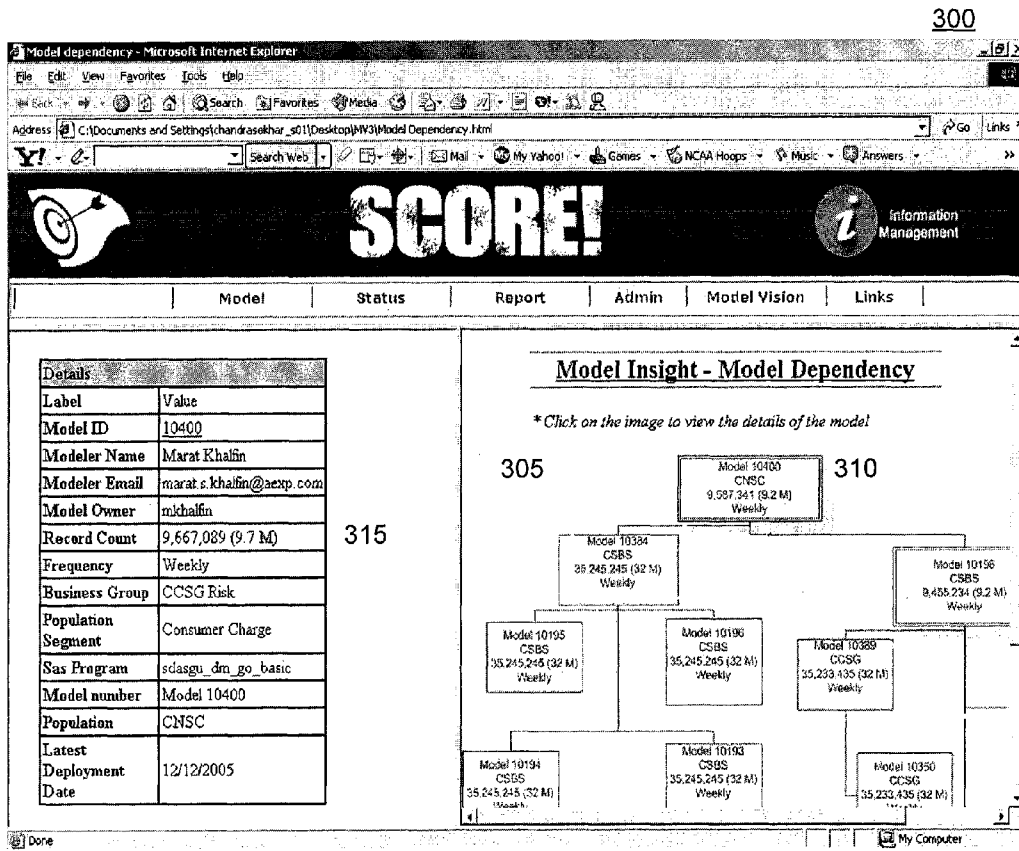 300
Model dependency - Microsoft Internet Explorer
File Edit View Favorites Tools Help
Back Search Favorites Media
Address C:\Documents and Settings\chandrasekhar_s01\Desktop\MV3\Model Dependency.html Go Links
Y! Search Web Mail My Yahoo! Games NCAA Hoops Music Answers »
SCORE!
i Information Management
Model Status Report Admin Model Vision Links
Details
Label Value
Model ID 10400
Modeler Name Marat Khalfin
Modeler Email marat.s.khalfin@aexp.com
Model Owner mkhalfin
Record Count 9,667,089 (9.7 M)
Frequency Weekly
Business Group CCSG Risk
Population Segment Consumer Charge
Sas Program sdasgu_dm_go_basic
Model number Model 10400
Population CNSC
Latest Deployment Date 12/12/2005
315
Model Insight - Model Dependency
*Click on the image to view the details of the model
305
310
Model 10400
CNSC
9,587,341 (9.2 M)
Weekly
Model 10384
CSBS
35,245,245 (32 M)
Weekly
Model 10156
CSBS
9,455,234 (9.2 M)
Weekly
Model 10195
CSBS
35,245,245 (32 M)
Weekly
Model 10196
CSBS
35,245,245 (32 M)
Weekly
Model 10389
CCSG
35,233,435 (32 M)
Weekly
Model 10194
CSBS
35,245,245 (32 M)
Weekly
Model 10193
CSBS
35,245,245 (32 M)
Weekly
Model 10350
CCSG
35,233,435 (32 M)
Done
My Computer